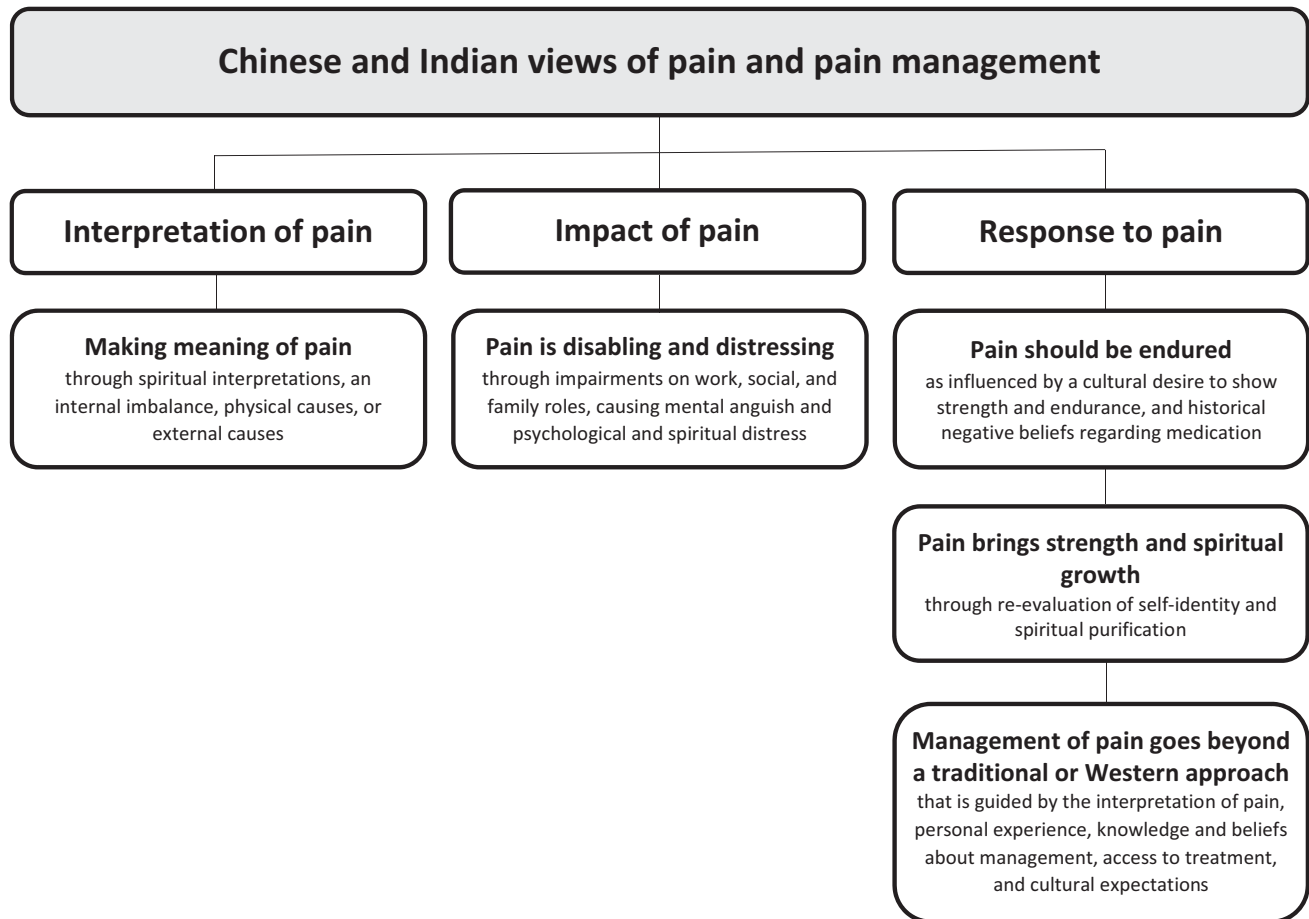 Chinese and Indian views of pain and pain management
Interpretation of pain
Impact of pain
Response to pain
Making meaning of pain
through spiritual interpretations, an
internal imbalance, physical causes, or
external causes
Pain is disabling and distressing
through impairments on work, social, and
family roles, causing mental anguish and
psychological and spiritual distress
Pain should be endured
as influenced by a cultural desire to show
strength and endurance, and historical
negative beliefs regarding medication
Pain brings strength and spiritual
growth
through re-evaluation of self-identity and
spiritual purification
Management of pain goes beyond
a traditional or Western approach
that is guided by the interpretation of pain,
personal experience, knowledge and beliefs
about management, access to treatment,
and cultural expectations